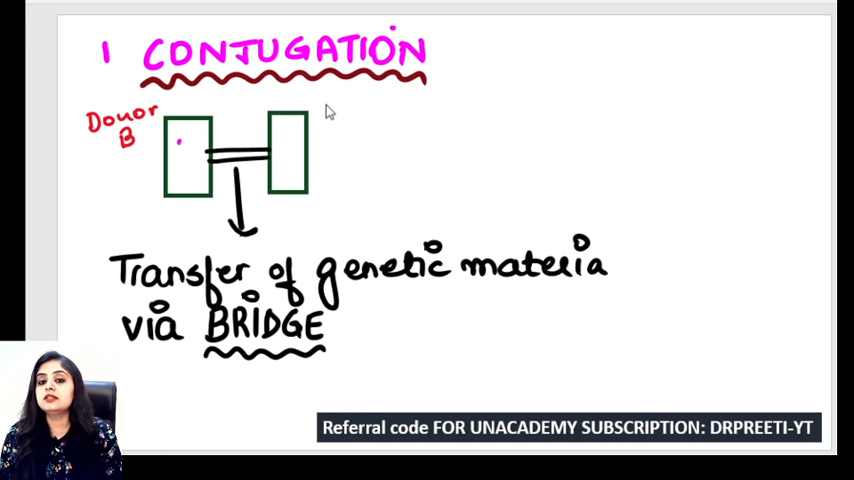 1 CONJUGATION
Donor
B
Transfer of genetic materia
via BRIDGE
Referral code FOR UNACADEMY SUBSCRIPTION: DRPREETI-YT